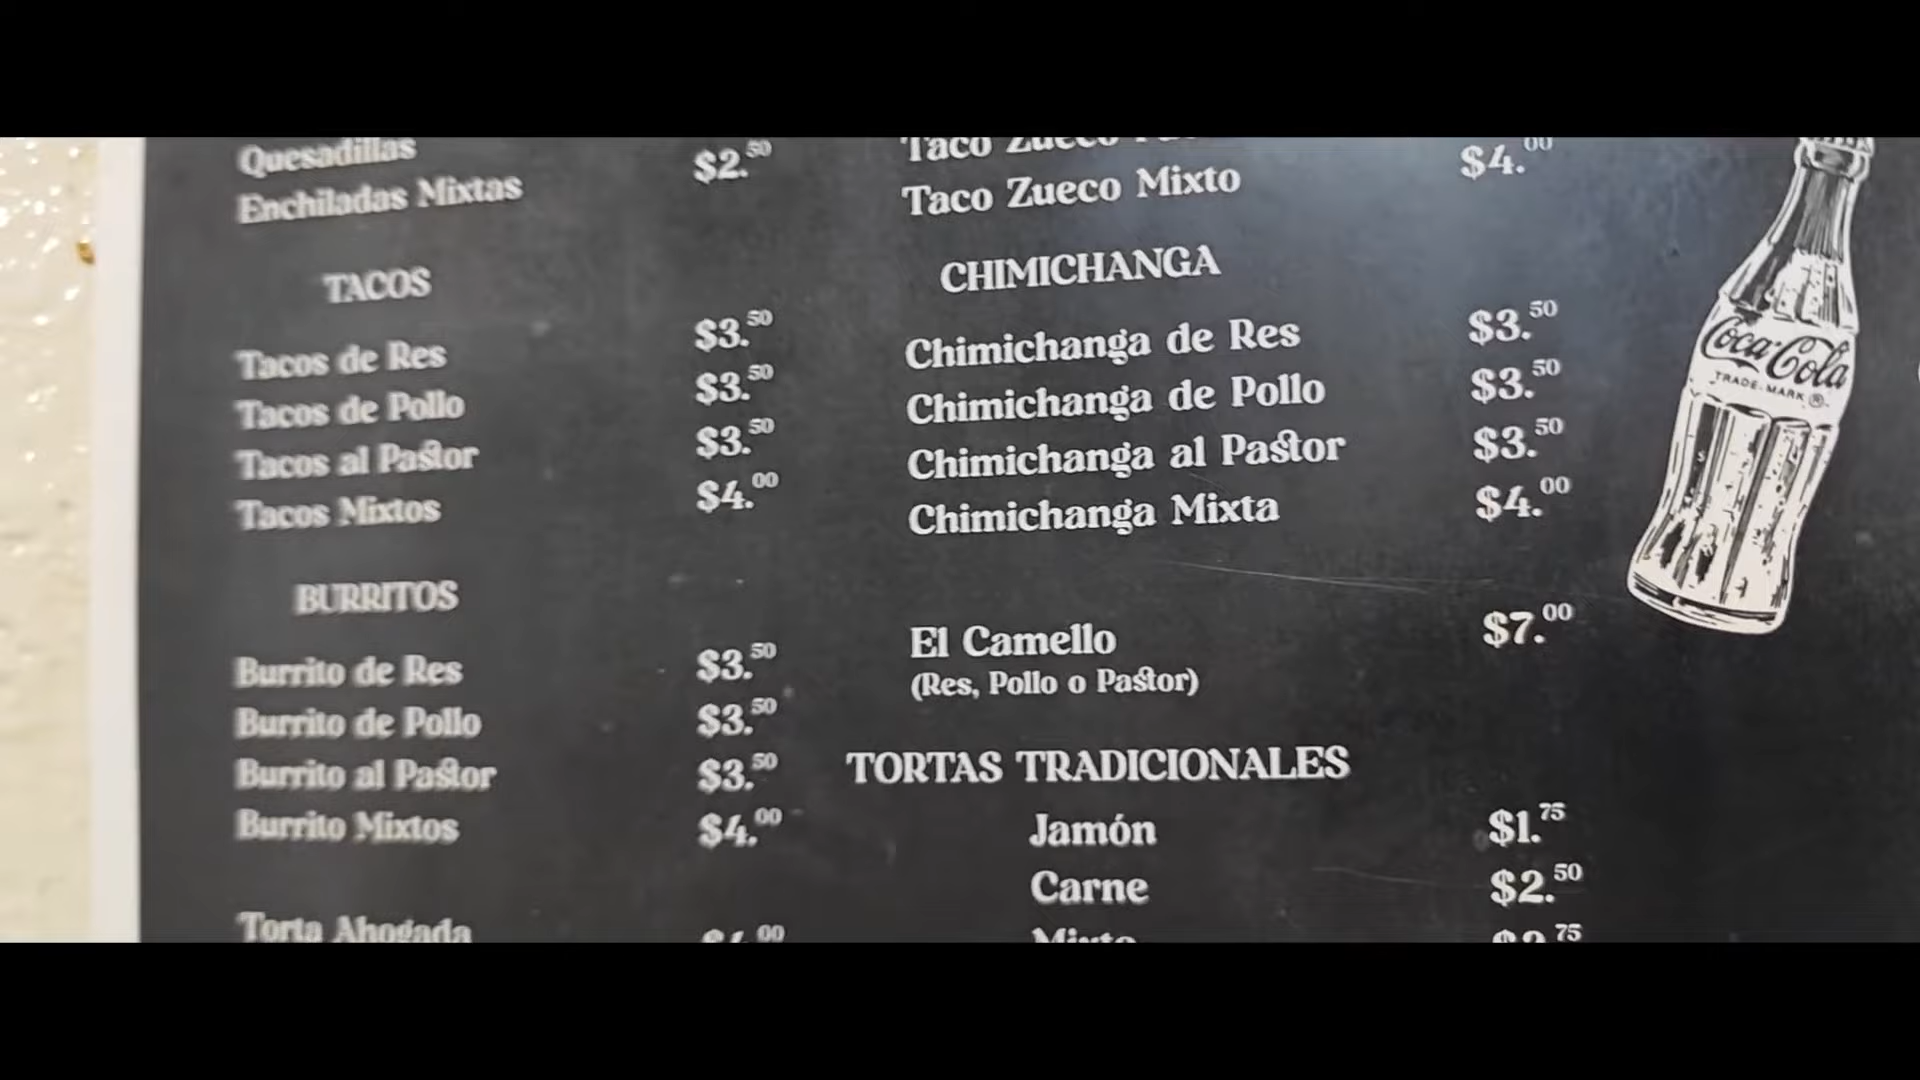 Quesadillas
Enchiladas Mixtas $2.50
TACOS
Tacos de Res $3.50
Tacos de Pollo $3.50
Tacos al Pastor $3.50
Tacos Mixtos $4.00
BURRITOS
Burrito de Res $3.50
Burrito de Pollo $3.50
Burrito al Pastor $3.50
Burrito Mixtos $4.00
Torta Ahogada
Taco Zueco
Taco Zueco Mixto $4.00
CHIMICHANGA
Chimichanga de Res $3.50
Chimichanga de Pollo $3.50
Chimichanga al Pastor $3.50
Chimichanga Mixta $4.00
El Camello $7.00
(Res, Pollo o Pastor)
TORTAS TRADICIONALES
Jamón $1.75
Carne $2.50
Mixto
Coca-Cola
TRADE-MARK ®